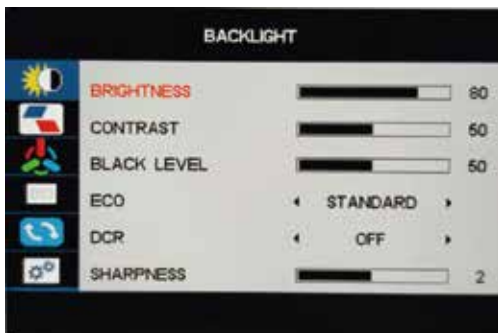 BACKLIGHT
BRIGHTNESS 80
CONTRAST 50
BLACK LEVEL 50
ECO STANDARD
DCR OFF
SHARPNESS 2